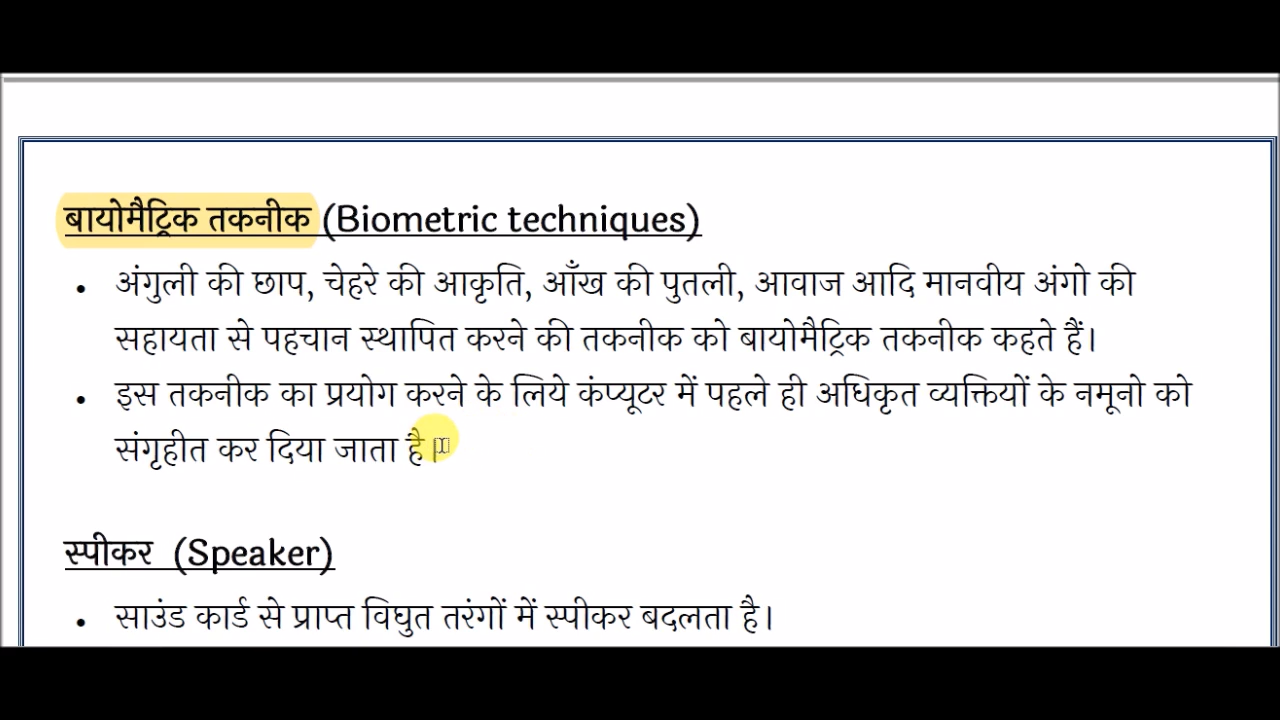 बायोमैट्रिक तकनीक (Biometric techniques)
• अंगुली की छाप, चेहरे की आकृति, आँख की पुतली, आवाज आदि मानवीय अंगो की
सहायता से पहचान स्थापित करने की तकनीक को बायोमैट्रिक तकनीक कहते हैं।
• इस तकनीक का प्रयोग करने के लिये कंप्यूटर में पहले ही अधिकृत व्यक्तियों के नमूनो को
संगृहीत कर दिया जाता है।
स्पीकर (Speaker)
• साउंड कार्ड से प्राप्त विघुत तरंगों में स्पीकर बदलता है।